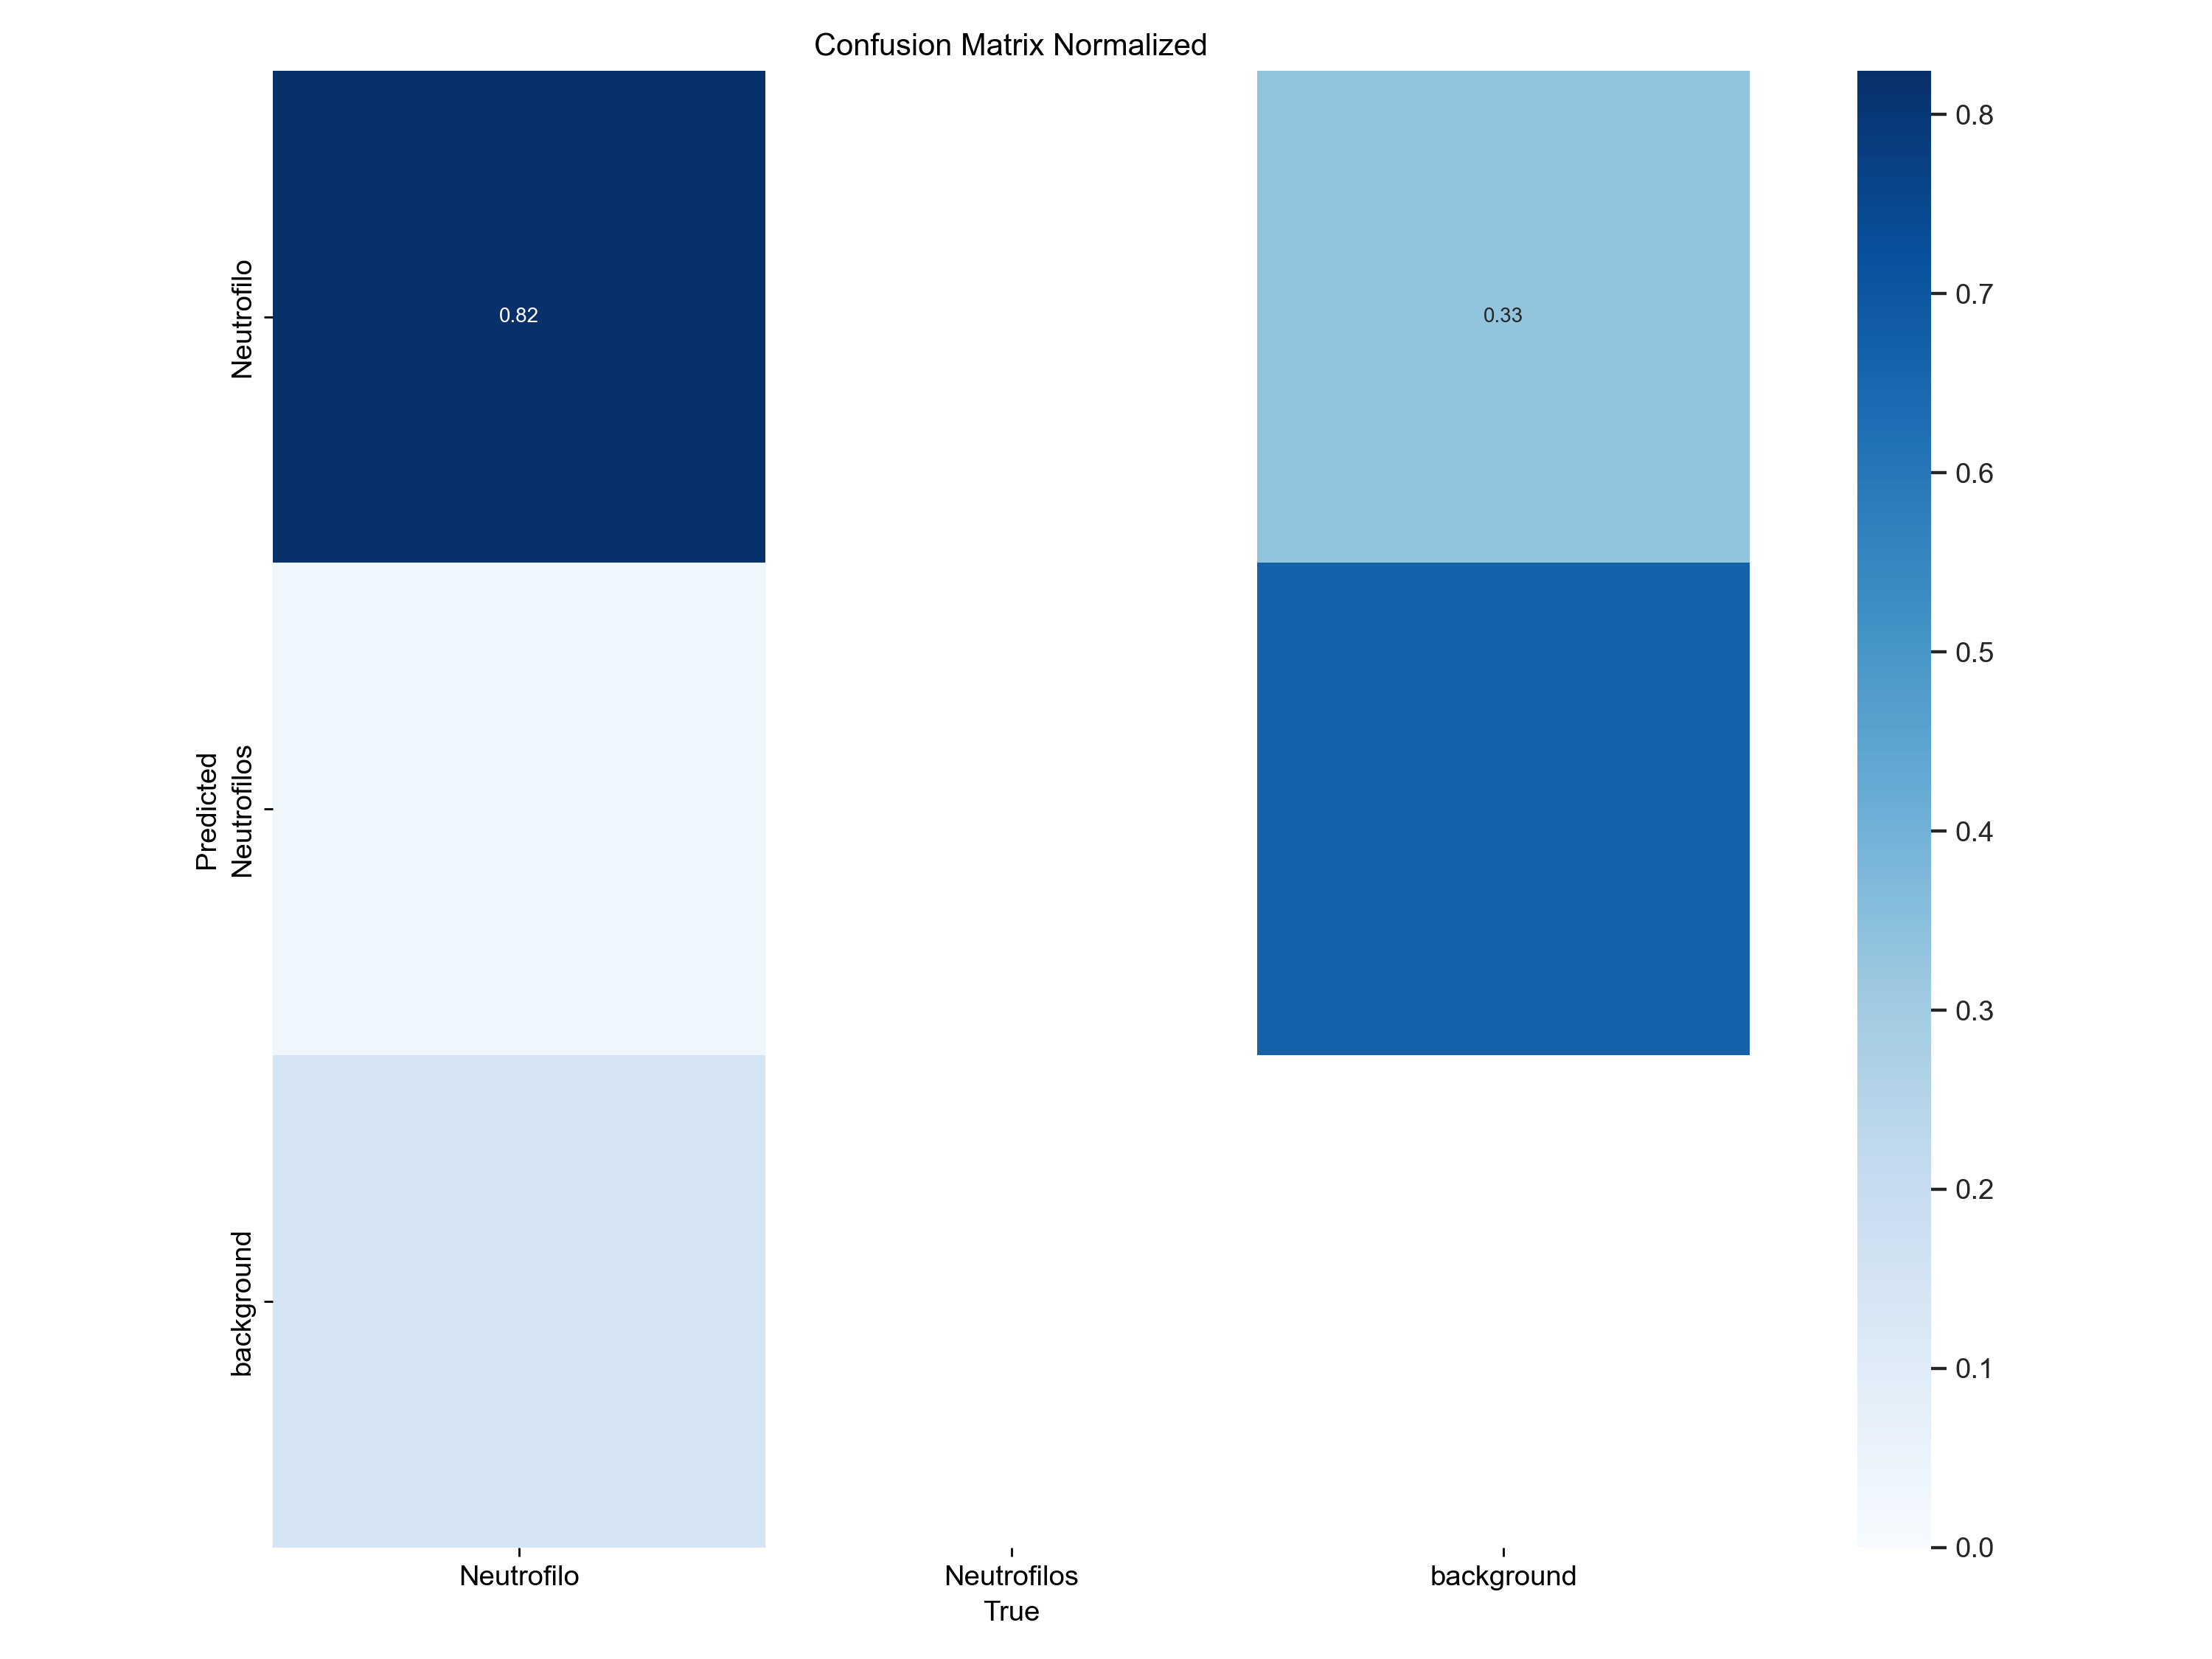 Confusion Matrix Normalized
Neutrofilo
0.82
0.33
Predicted
Neutrofilos
background
Neutrofilo
Neutrofilos
background
True
0.8
0.7
0.6
0.5
0.4
0.3
0.2
0.1
0.0